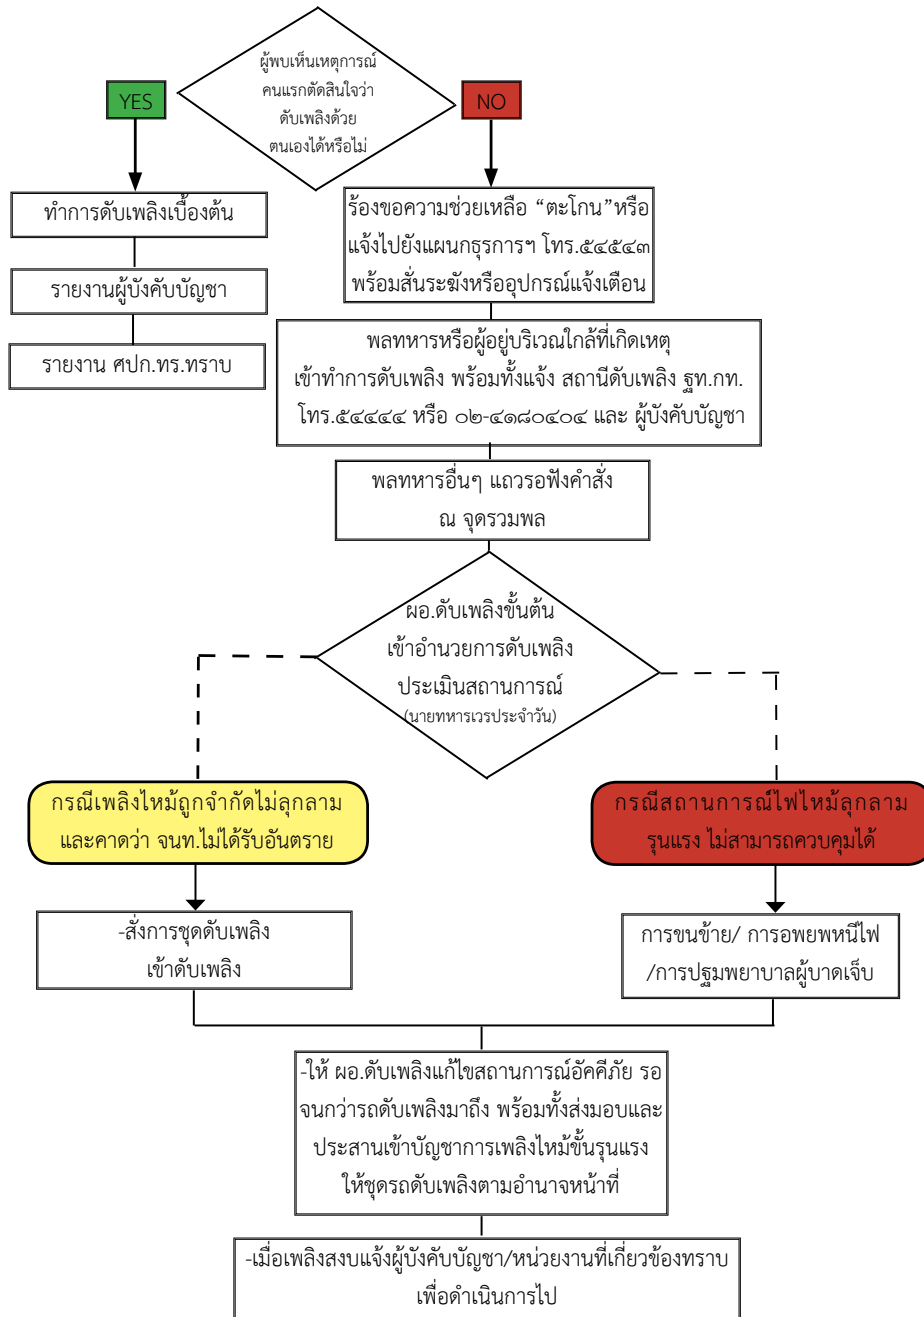 ผู้พบเห็นเหตุการณ์
คนแรกตัดสินใจว่า
ดับเพลิงด้วย
ตนเองได้หรือไม่
YES
NO
ทำการดับเพลิงเบื้องต้น
รายงานผู้บังคับบัญชา
รายงาน ศปก.ทร.ทราบ
ร้องขอความช่วยเหลือ “ตะโกน”หรือ
แจ้งไปยังแผนกธุรการฯ โทร.๕๔๕๔๓
พร้อมสั่นระฆังหรืออุปกรณ์แจ้งเตือน
พลทหารหรือผู้อยู่บริเวณใกล้ที่เกิดเหตุ
เข้าทำการดับเพลิง พร้อมทั้งแจ้ง สถานีดับเพลิง ฐท.กท.
โทร.๕๔๔๔๔ หรือ ๐๒-๔๑๘๐๔๐๔ และ ผู้บังคับบัญชา
พลทหารอื่นๆ แถวรอฟังคำสั่ง
ณ จุดรวมพล
ผอ.ดับเพลิงขั้นต้น
เข้าอำนวยการดับเพลิง
ประเมินสถานการณ์
(นายทหารเวรประจำวัน)
กรณีเพลิงไหม้ถูกจำกัดไม่ลุกลาม
และคาดว่า จนท.ไม่ได้รับอันตราย
กรณีสถานการณ์ไฟไหม้ลุกลาม
รุนแรง ไม่สามารถควบคุมได้
-สั่งการชุดดับเพลิง
เข้าดับเพลิง
การขนข้าย/ การอพยพหนีไฟ
/การปฐมพยาบาลผู้บาดเจ็บ
-ให้ ผอ.ดับเพลิงแก้ไขสถานการณ์อัคคีภัย รอ
จนกว่ารถดับเพลิงมาถึง พร้อมทั้งส่งมอบและ
ประสานเข้าบัญชาการเพลิงไหม้ขั้นรุนแรง
ให้ชุดรถดับเพลิงตามอำนาจหน้าที่
-เมื่อเพลิงสงบแจ้งผู้บังคับบัญชา/หน่วยงานที่เกี่ยวข้องทราบ
เพื่อดำเนินการไป